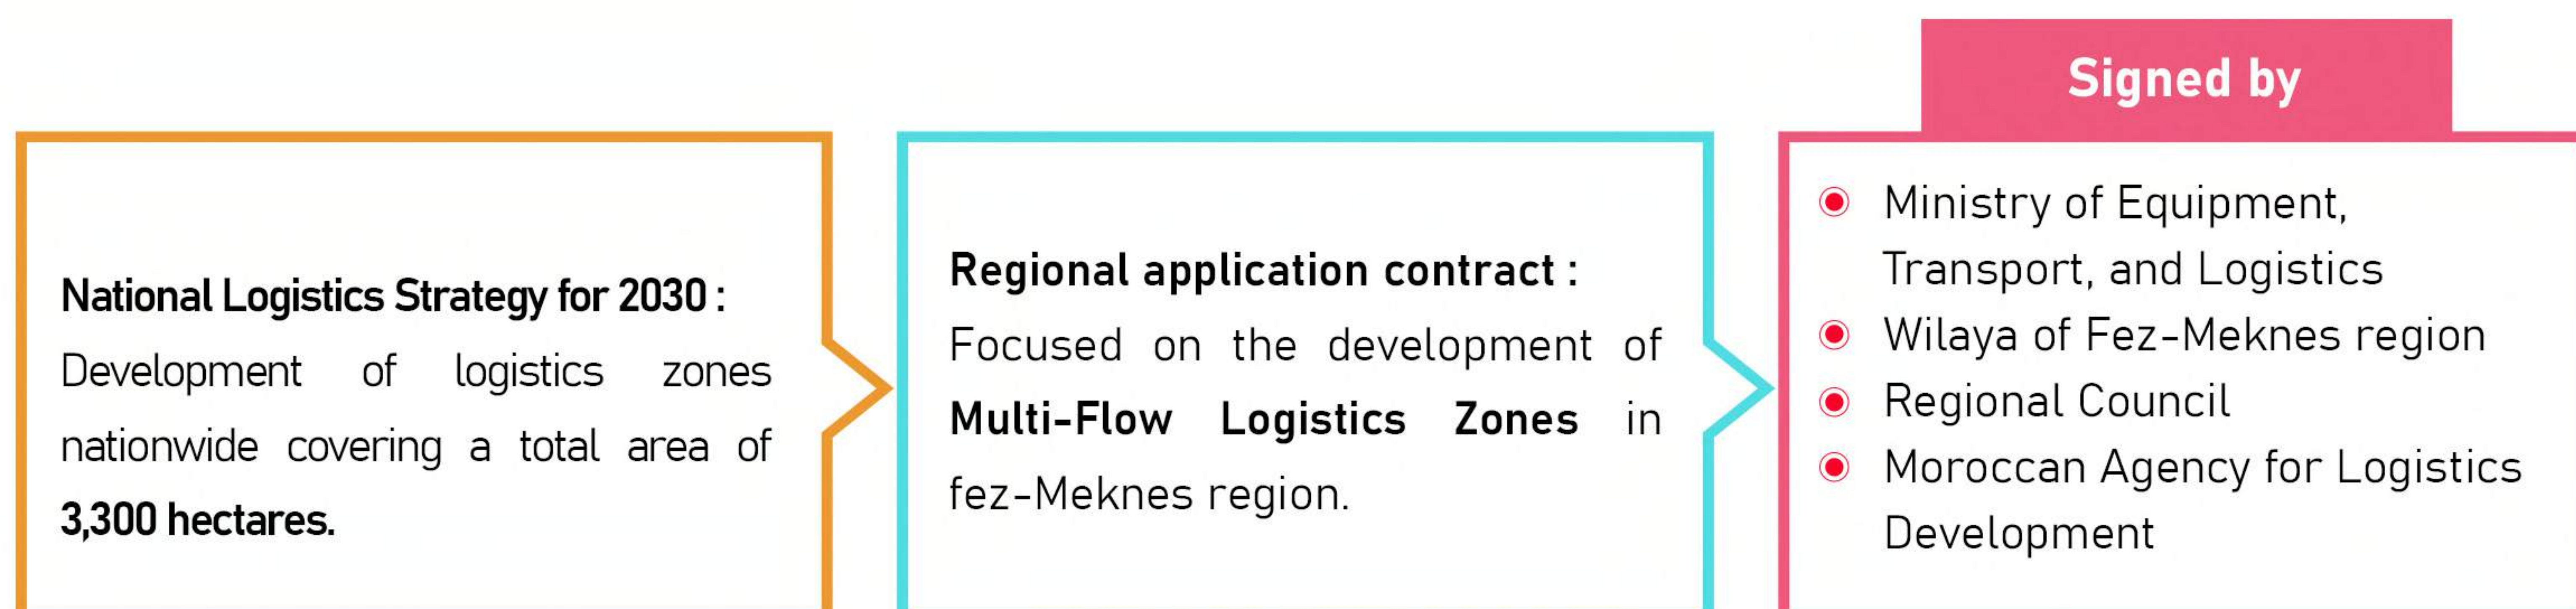 National Logistics Strategy for 2030 :
Development of logistics zones
nationwide covering a total area of
3,300 hectares.
Regional application contract :
Focused on the development of
Multi-Flow Logistics Zones in
fez-Meknes region.
Signed by
Ministry of Equipment,
Transport, and Logistics
Wilaya of Fez-Meknes region
Regional Council
Moroccan Agency for Logistics
Development